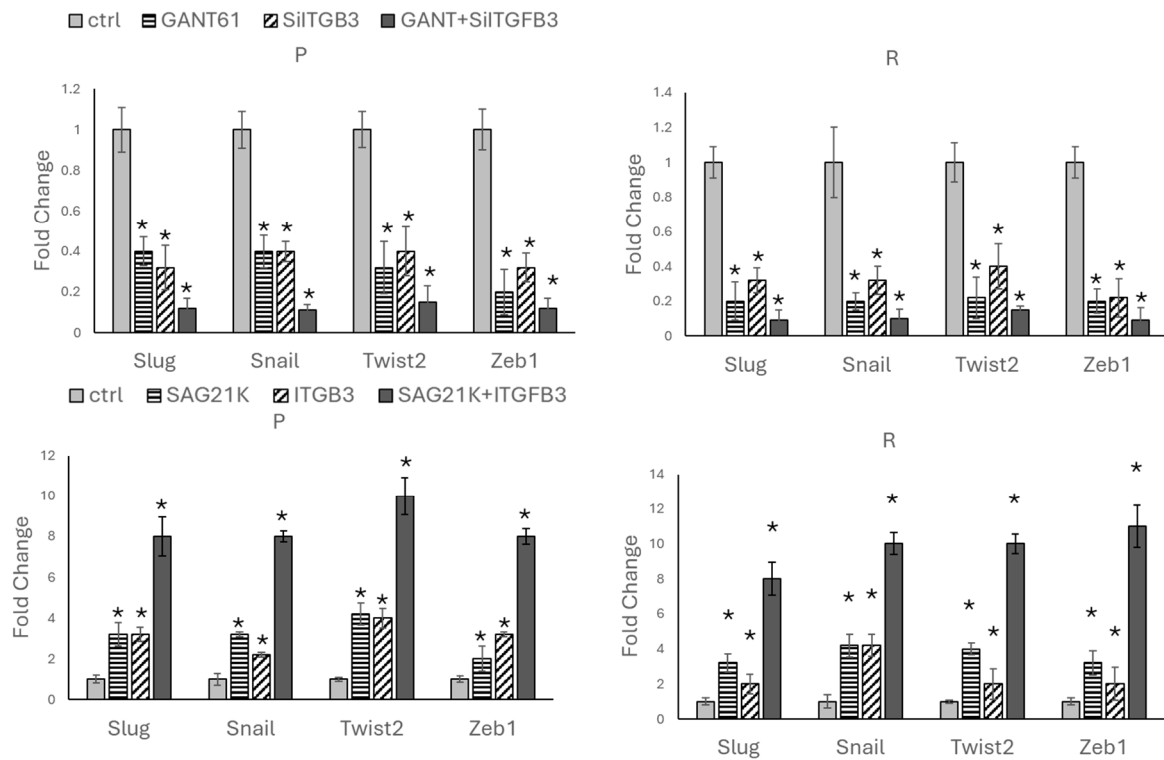 ctrl GANT61 SiITGB3 GANT+SiITGFB3
P
Fold Change
1.2
1
0.8
0.6
0.4
0.2
0
* * * * * * * * * * * *
Slug Snail Twist2 Zeb1
R
Fold Change
1.4
1.2
1
0.8
0.6
0.4
0.2
0
* * * * * * * * * * * *
Slug Snail Twist2 Zeb1
ctrl SAG21K ITGB3 SAG21K+ITGFB3
P
Fold Change
12
10
8
6
4
2
0
* * * * * * * * * * * *
Slug Snail Twist2 Zeb1
R
Fold Change
14
12
10
8
6
4
2
0
* * * * * * * * * * * *
Slug Snail Twist2 Zeb1